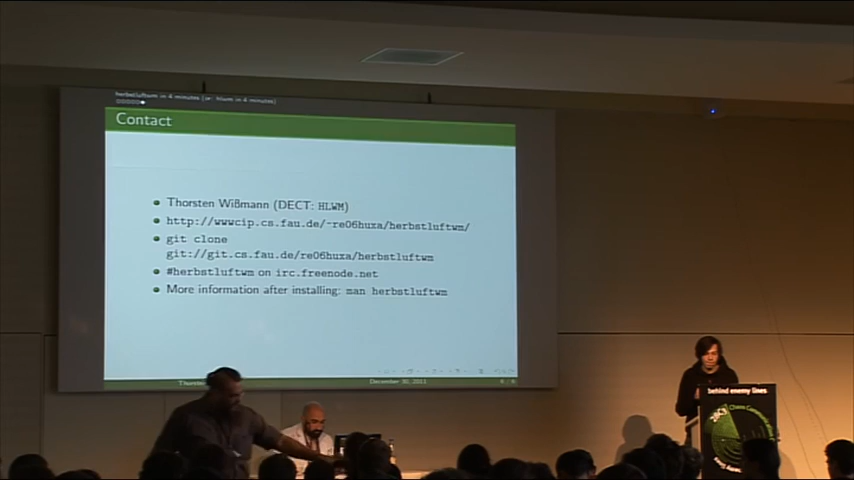 herbstluftwm in 4 minutes (or: hlwm in 4 minutes)
Contact
Thorsten Wißmann (DECT: HLWM)
http://wwwcip.cs.fau.de/~re06huxa/herbstluftwm/
git clone
git://git.cs.fau.de/re06huxa/herbstluftwm
#herbstluftwm on irc.freenode.net
More information after installing: man herbstluftwm
December 30, 2011
behind enemy lines